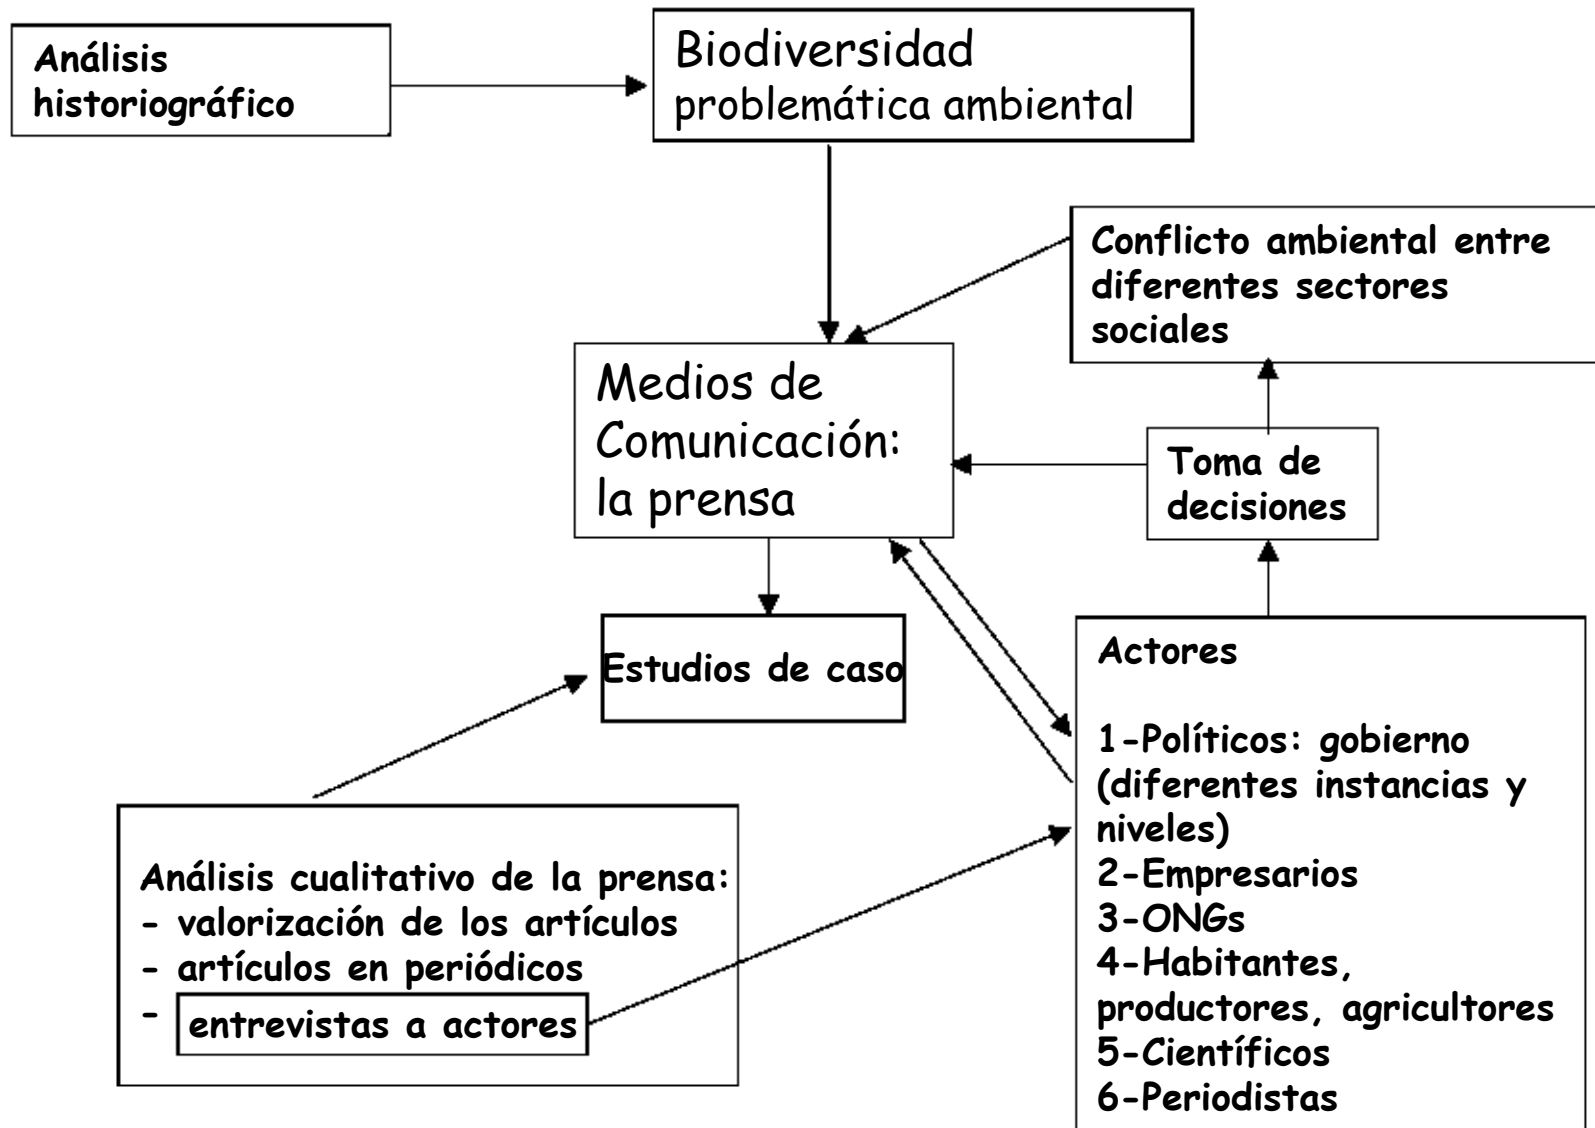 Análisis
historiográfico
Biodiversidad
problemática ambiental
Conflicto ambiental entre
diferentes sectores
sociales
Medios de
Comunicación:
la prensa
Toma de
decisiones
Estudios de caso
Actores
1-Políticos: gobierno
(diferentes instancias y
niveles)
2-Empresarios
3-ONGs
4-Habitantes,
productores, agricultores
5-Científicos
6-Periodistas
Análisis cualitativo de la prensa:
- valorización de los artículos
- artículos en periódicos
- entrevistas a actores